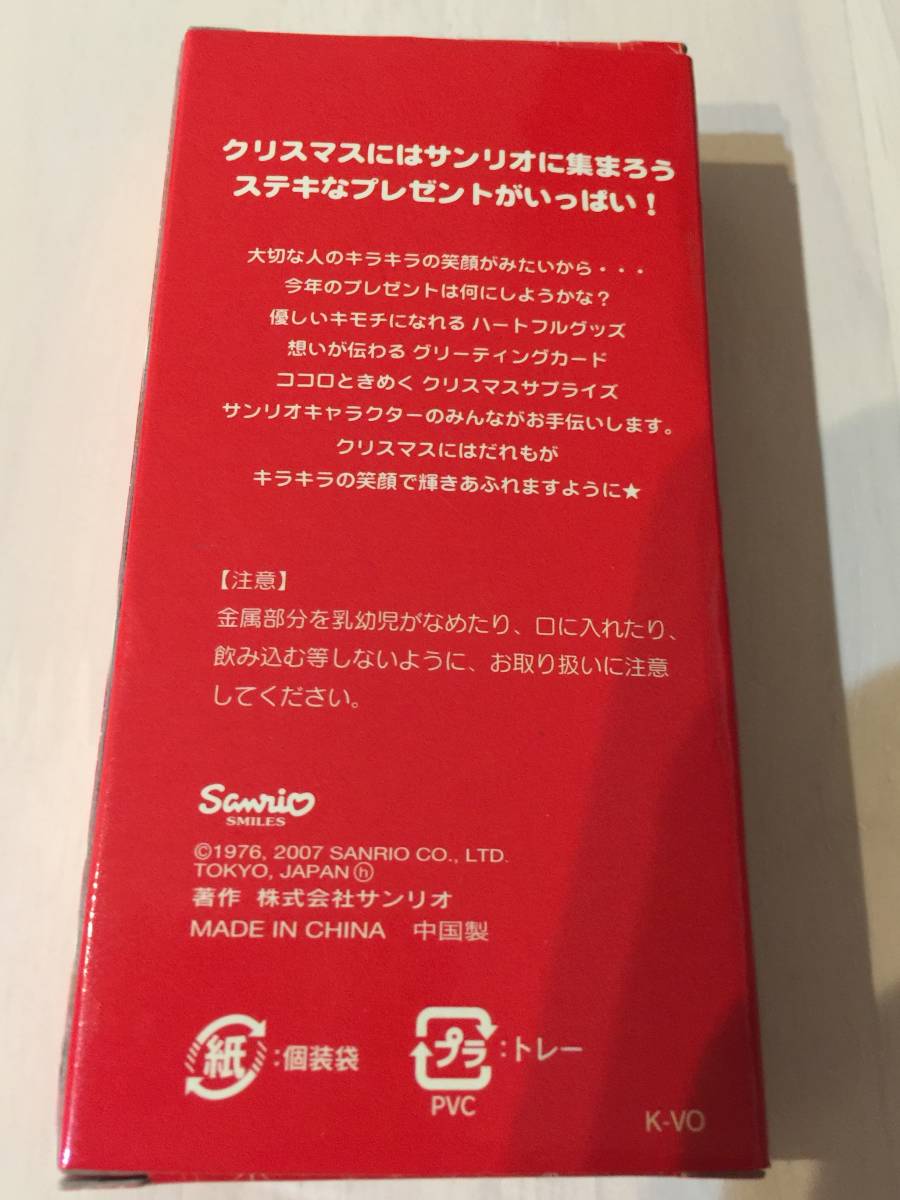 クリスマスにはサンリオに集まろう
ステキなプレゼントがいっぱい！
大切な人のキラキラの笑顔がみたいから・・・
今年のプレゼントは何にしようかな？
優しいキモチになれる ハートフルグッズ
想いが伝わる グリーティングカード
ココロときめく クリスマスサプライズ
サンリオキャラクターのみんながお手伝いします。
クリスマスにはだれもが
キラキラの笑顔で輝きあふれますように★
【注意】
金属部分を乳幼児がなめたり、口に入れたり、
飲み込む等しないように、お取り扱いに注意
してください。
Sanrio
SMILES
©1976, 2007 SANRIO CO., LTD.
TOKYO, JAPAN ⓗ
著作 株式会社サンリオ
MADE IN CHINA 中国製
紙:個装袋
プラ:トレー
PVC
K-VO